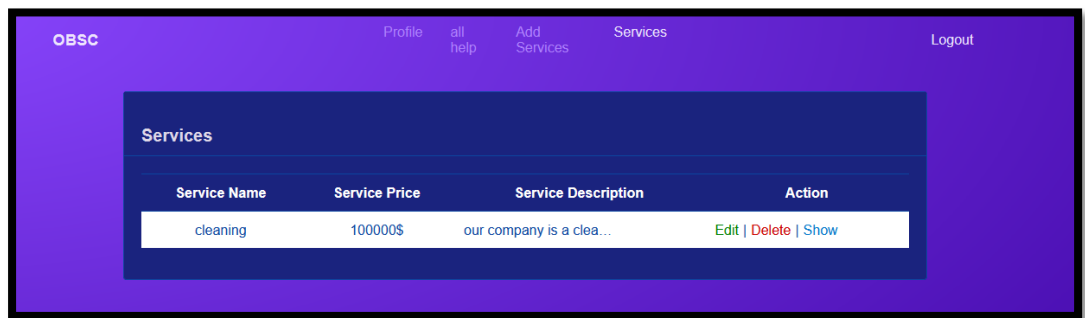 OBSC Profile all help Add Services Services Logout
Services
Service Name Service Price Service Description Action
cleaning 100000$ our company is a clea... Edit | Delete | Show